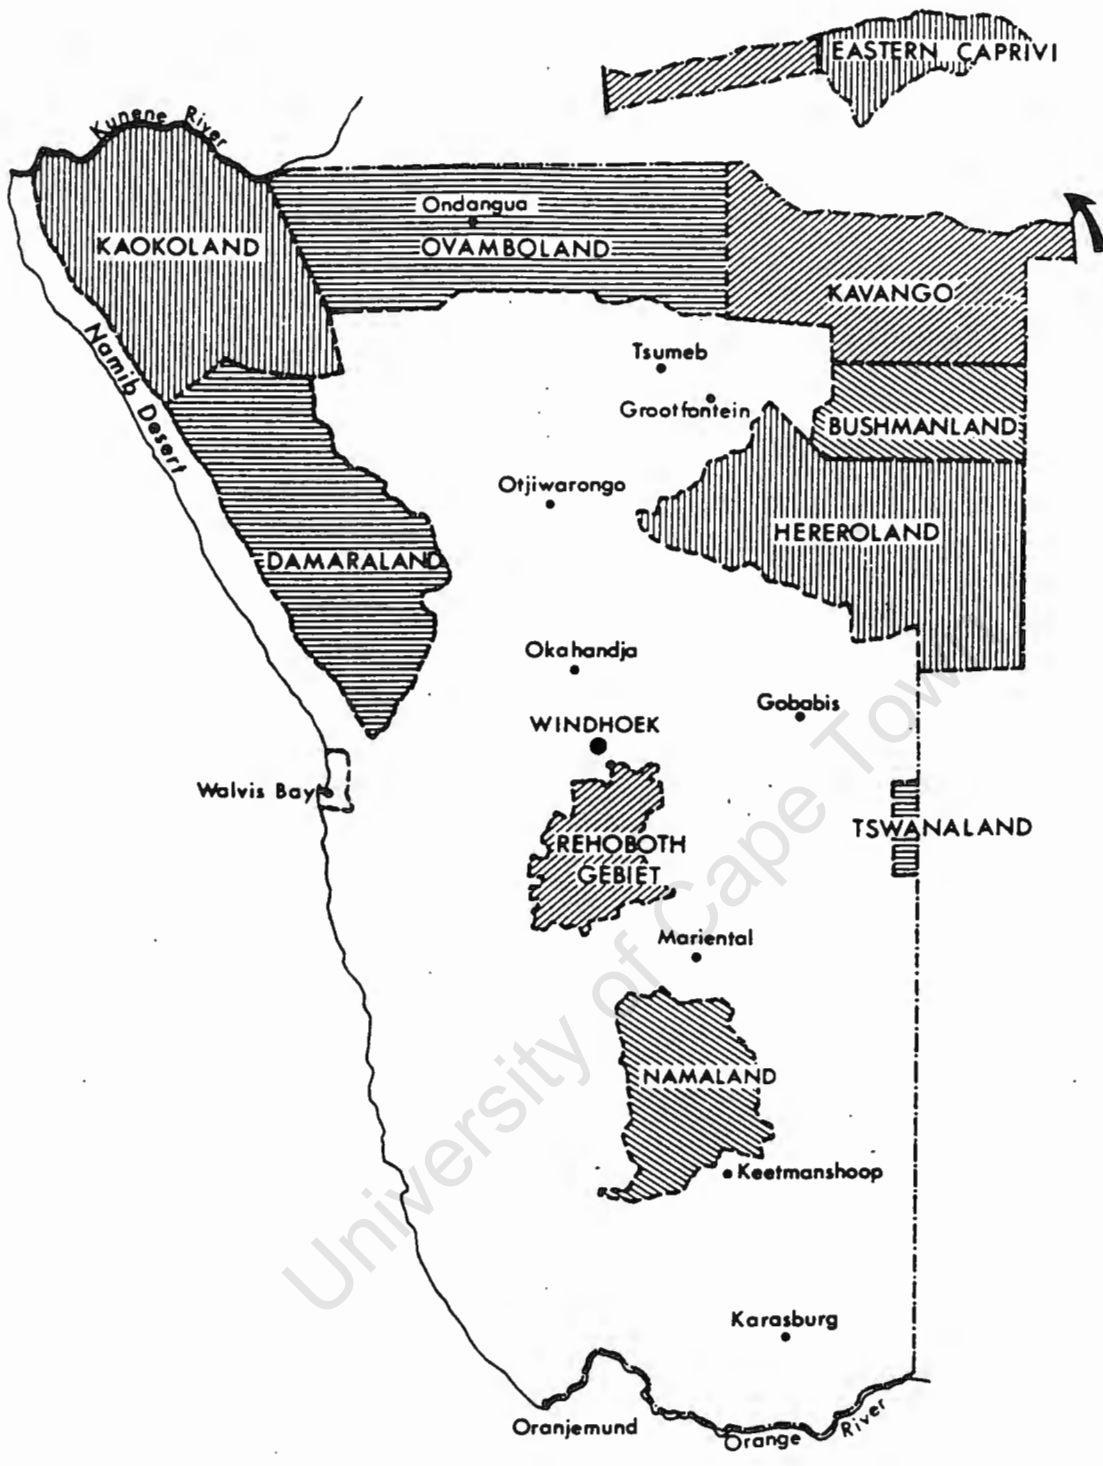 EASTERN CAPRIVI
Kunene River
Ondangua
KAOKOLAND
OVAMBOLAND
KAVANGO
Namib Desert
Tsumeb
Grootfontein
BUSHMANLAND
Otjiwarongo
HEREROLAND
DAMARALAND
Okahandja
Gobabis
WINDHOEK
Walvis Bay
TSWANALAND
REHOBOTH
GEBIET
Mariental
NAMALAND
Keetmanshoop
Karasburg
Oranjemund
Orange River
University of Cape Town